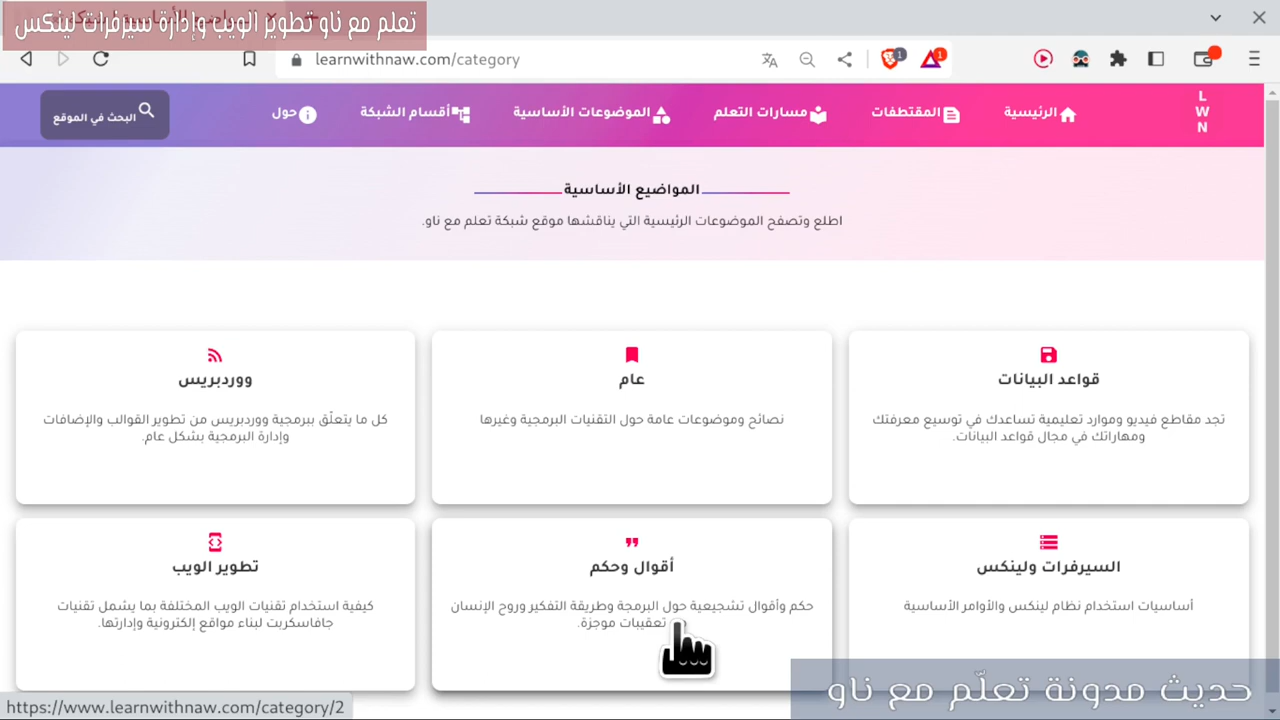 تعلم مع ناو تطوير الويب وإدارة سيرفرات لينكس
learnwithnaw.com/category
1
1
L
W
N
الرئيسية
المقتطفات
مسارات التعلم
الموضوعات الأساسية
أقسام الشبكة
حول
البحث في الموقع
المواضيع الأساسية
اطلع وتصفح الموضوعات الرئيسية التي يناقشها موقع شبكة تعلم مع ناو.
قواعد البيانات
تجد مقاطع فيديو وموارد تعليمية تساعدك في توسيع معرفتك
ومهاراتك في مجال قواعد البيانات.
عام
نصائح وموضوعات عامة حول التقنيات البرمجية وغيرها
ووردبريس
كل ما يتعلّق ببرمجية ووردبريس من تطوير القوالب والإضافات
وإدارة البرمجية بشكل عام.
السيرفرات ولينكس
أساسيات استخدام نظام لينكس والأوامر الأساسية
أقوال وحكم
حكم وأقوال تشجيعية حول البرمجة وطريقة التفكير وروح الإنسان
تعقيبات موجزة.
تطوير الويب
كيفية استخدام تقنيات الويب المختلفة بما يشمل تقنيات
جافاسكربت لبناء مواقع إلكترونية وإدارتها.
حديث مدونة تعلّم مع ناو
https://www.learnwithnaw.com/category/2